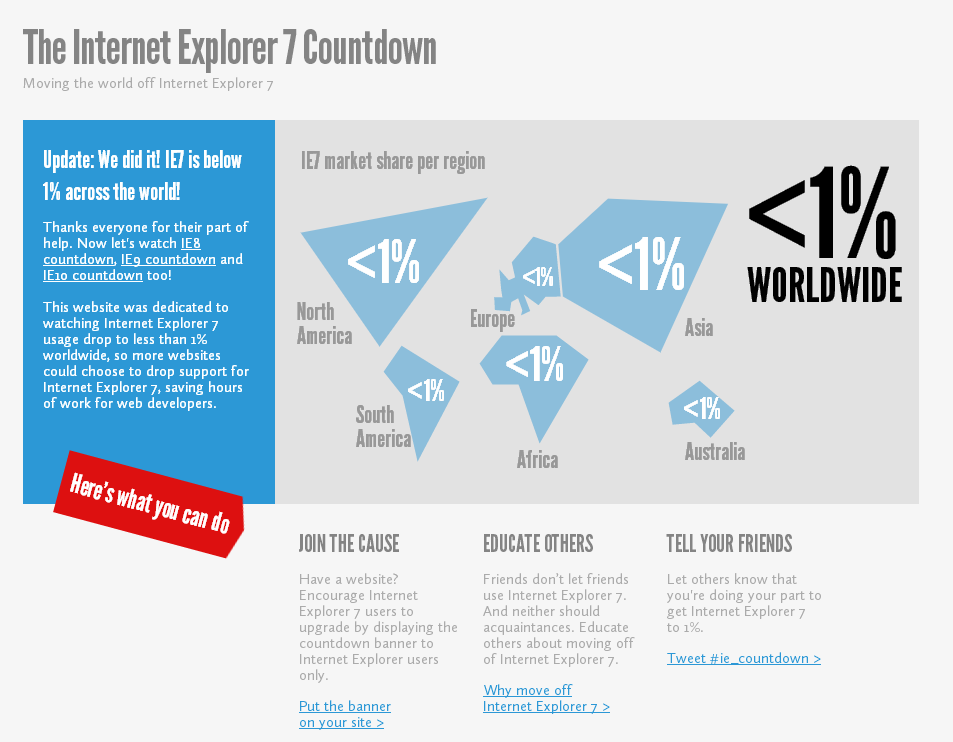 The Internet Explorer 7 Countdown
Moving the world off Internet Explorer 7
Update: We did it! IE7 is below
1% across the world!
Thanks everyone for their part of
help. Now let's watch IE8
countdown, IE9 countdown and
IE10 countdown too!
This website was dedicated to
watching Internet Explorer 7
usage drop to less than 1%
worldwide, so more websites
could choose to drop support for
Internet Explorer 7, saving hours
of work for web developers.
Here's what you can do
IE7 market share per region
<1%
North
America
<1%
Europe
<1%
Asia
<1%
South
America
<1%
Africa
<1%
Australia
<1%
WORLDWIDE
JOIN THE CAUSE
Have a website?
Encourage Internet
Explorer 7 users to
upgrade by displaying the
countdown banner to
Internet Explorer users
only.
Put the banner
on your site >
EDUCATE OTHERS
Friends don't let friends
use Internet Explorer 7.
And neither should
acquaintances. Educate
others about moving off
of Internet Explorer 7.
Why move off
Internet Explorer 7 >
TELL YOUR FRIENDS
Let others know that
you're doing your part to
get Internet Explorer 7
to 1%.
Tweet #ie_countdown >